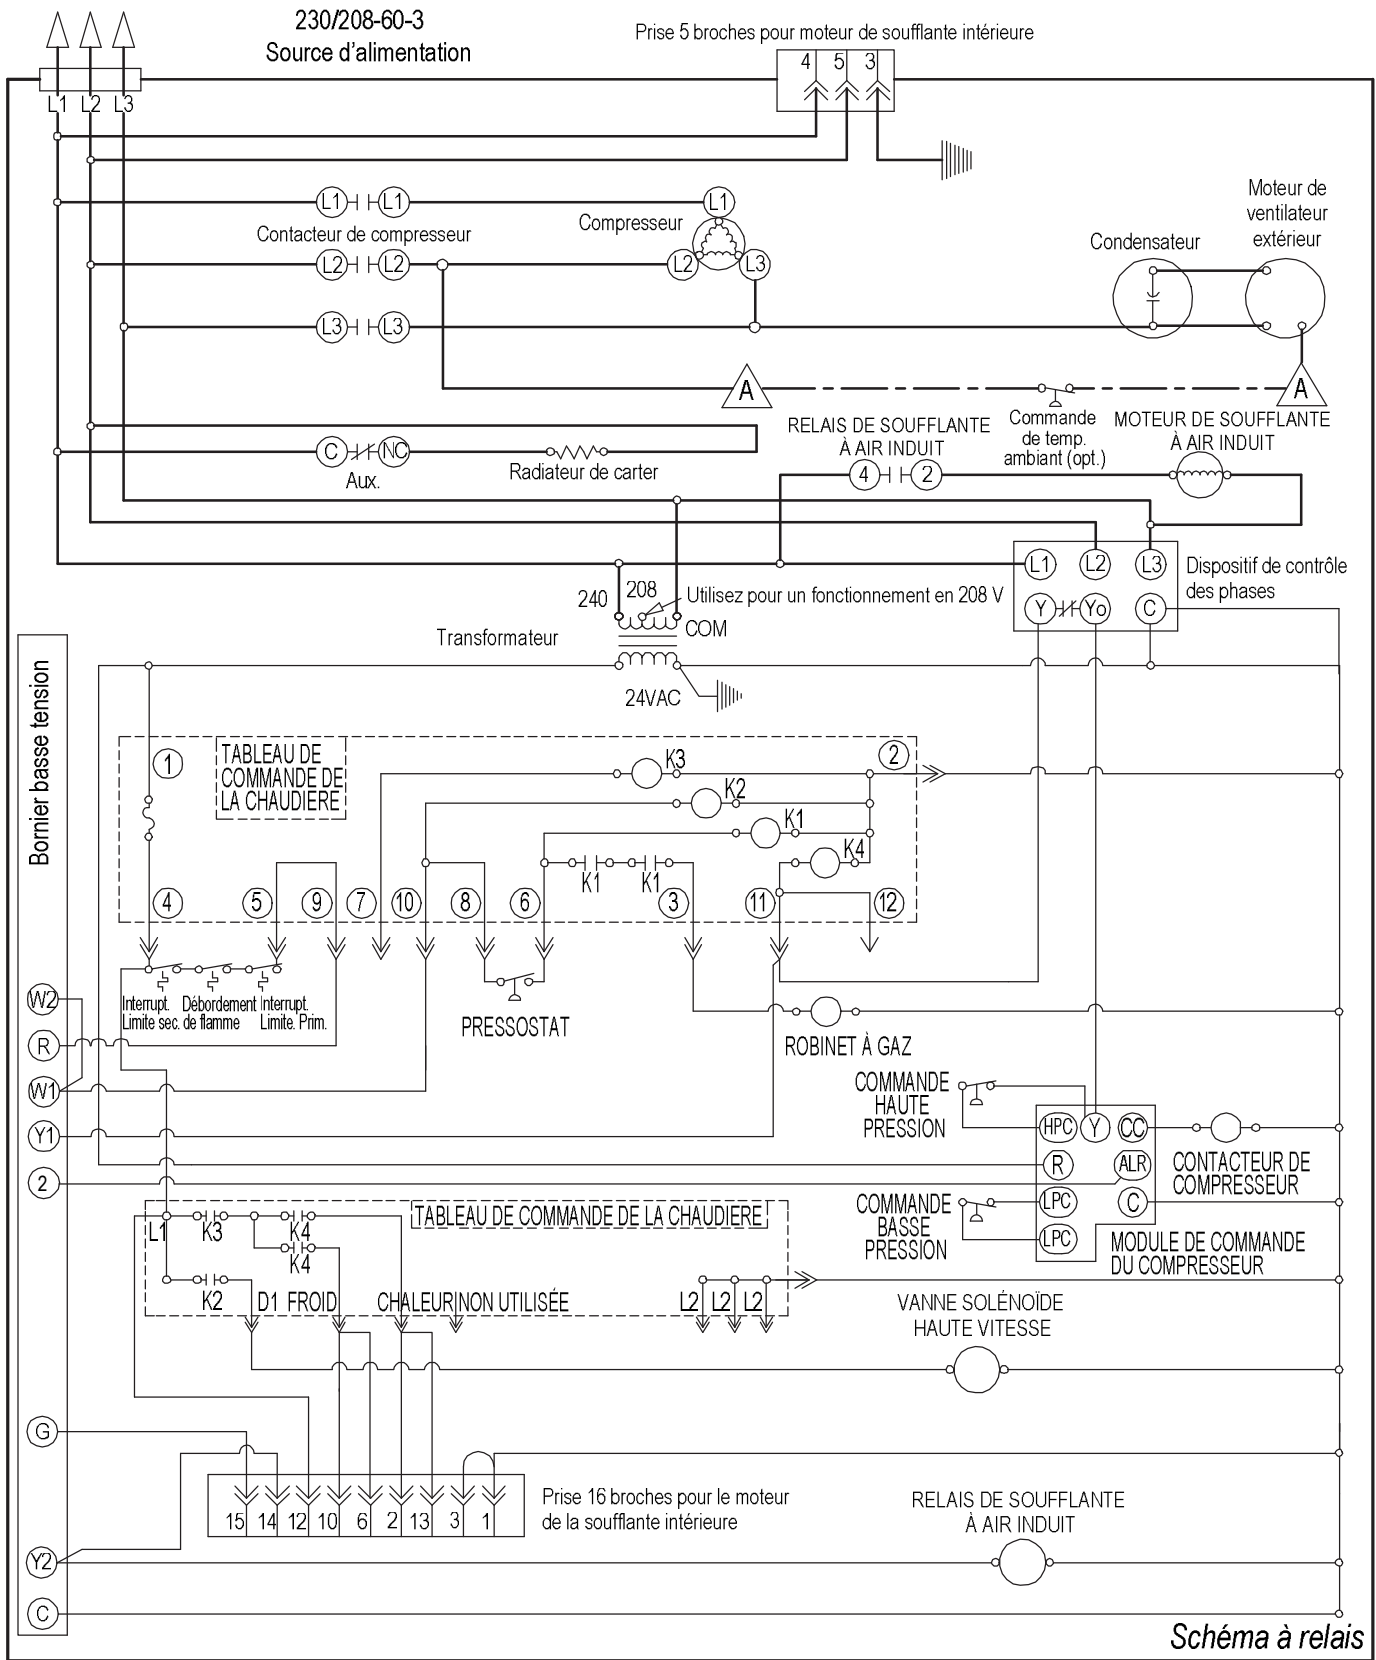 230/208-60-3
Source d'alimentation
Prise 5 broches pour moteur de soufflante intérieure
4 5 3
L1 L2 L3
L1 L1
L1
Contacteur de compresseur
Compresseur
L2 L2
L2 L3
L3 L3
Condensateur
Moteur de
ventilateur
extérieur
A
A
Commande
de temp.
ambiant (opt.)
RELAIS DE SOUFFLANTE
À AIR INDUIT
MOTEUR DE SOUFFLANTE
À AIR INDUIT
C NC
Aux.
Radiateur de carter
4 2
L1 L2 L3
Y Yo C
Dispositif de contrôle
des phases
240
208
Utilisez pour un fonctionnement en 208 V
COM
Transformateur
24VAC
Bornier basse tension
1
TABLEAU DE
COMMANDE DE
LA CHAUDIERE
K3
2
K2
K1
K4
K1 K1
4 5 9 7 10 8 6 3 11 12
Interrupt.
Limite sec.
Débordement
de flamme
Interrupt.
Limite. Prim.
PRESSOSTAT
ROBINET À GAZ
W2
R
W1
Y1
2
COMMANDE
HAUTE
PRESSION
HPC Y CC
R ALR
LPC C
LPC
CONTACTEUR DE
COMPRESSEUR
COMMANDE
BASSE
PRESSION
MODULE DE COMMANDE
DU COMPRESSEUR
TABLEAU DE COMMANDE DE LA CHAUDIERE
L1
K3
K4
K4
K2
D1 FROID CHALEUR NON UTILISÉE
L2 L2 L2
VANNE SOLÉNOÏDE
HAUTE VITESSE
G
15 14 12 10 6 2 13 3 1
Prise 16 broches pour le moteur
de la soufflante intérieure
RELAIS DE SOUFFLANTE
À AIR INDUIT
Y2
C
Schéma à relais